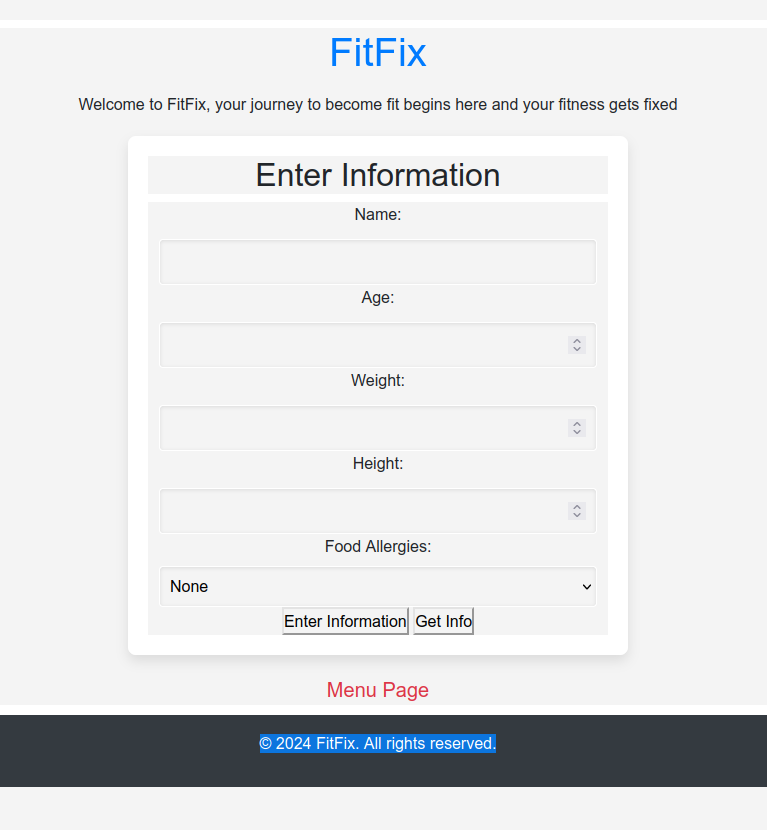 FitFix
Welcome to FitFix, your journey to become fit begins here and your fitness gets fixed
Enter Information
Name:
Age:
Weight:
Height:
Food Allergies:
None
Enter Information Get Info
Menu Page
© 2024 FitFix. All rights reserved.